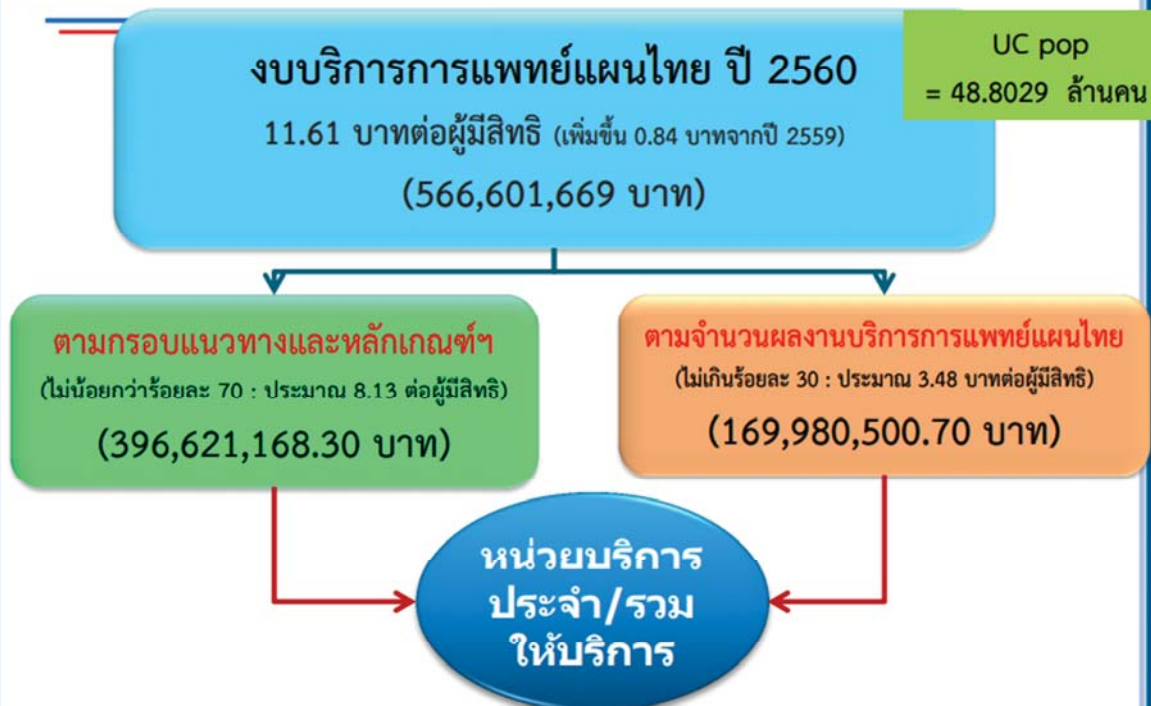 งบบริการการแพทย์แผนไทย ปี 2560
11.61 บาทต่อผู้มีสิทธิ (เพิ่มขึ้น 0.84 บาทจากปี 2559)
(566,601,669 บาท)
UC pop
= 48.8029 ล้านคน
ตามกรอบแนวทางและหลักเกณฑ์ฯ
(ไม่น้อยกว่าร้อยละ 70 : ประมาณ 8.13 ต่อผู้มีสิทธิ)
(396,621,168.30 บาท)
ตามจำนวนผลงานบริการการแพทย์แผนไทย
(ไม่เกินร้อยละ 30 : ประมาณ 3.48 บาทต่อผู้มีสิทธิ)
(169,980,500.70 บาท)
หน่วยบริการ
ประจำ/รวม
ให้บริการ